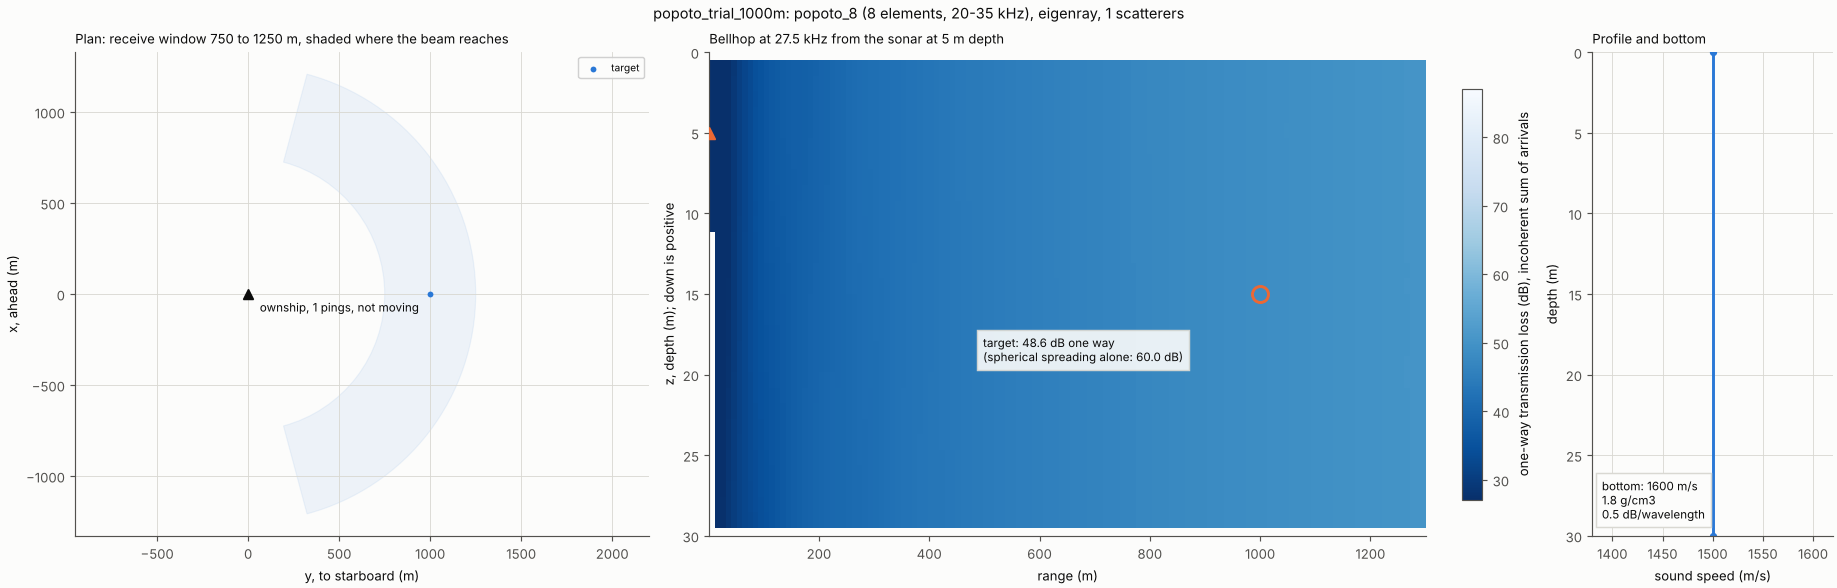 popoto_trial_1000m: popoto_8 (8 elements, 20-35 kHz), eigenray, 1 scatterers
Plan: receive window 750 to 1250 m, shaded where the beam reaches
target
1000
500
0
−500
−1000
x, ahead (m)
ownship, 1 pings, not moving
−500
0
500
1000
1500
2000
y, to starboard (m)
Bellhop at 27.5 kHz from the sonar at 5 m depth
0
5
10
15
20
25
30
z, depth (m); down is positive
target: 48.6 dB one way
(spherical spreading alone: 60.0 dB)
200
400
600
800
1000
1200
range (m)
80
70
60
50
40
30
one-way transmission loss (dB), incoherent sum of arrivals
Profile and bottom
0
5
10
15
20
25
30
depth (m)
bottom: 1600 m/s
1.8 g/cm3
0.5 dB/wavelength
1400
1450
1500
1550
1600
sound speed (m/s)